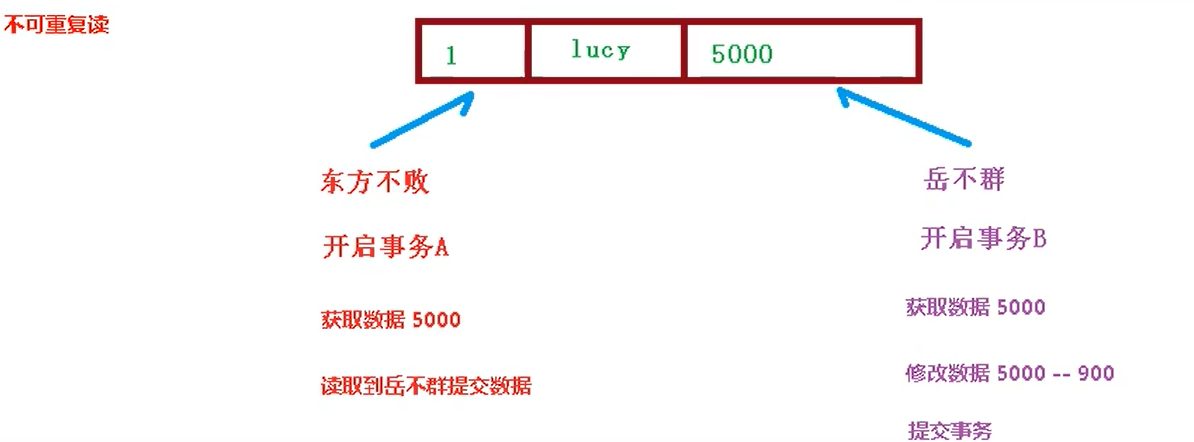 不可重复读
1 lucy 5000
东方不败
岳不群
开启事务A
开启事务B
获取数据 5000
获取数据 5000
读取到岳不群提交数据
修改数据 5000 -- 900
提交事务